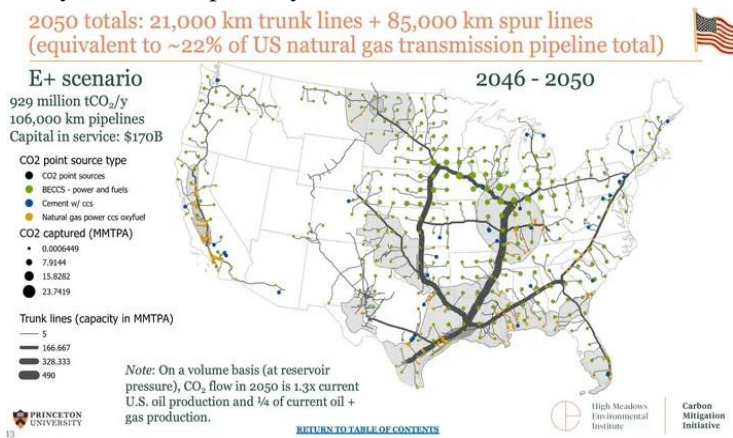 2050 totals: 21,000 km trunk lines + 85,000 km spur lines
(equivalent to ~22% of US natural gas transmission pipeline total)
E+ scenario
2046 - 2050
929 million tCO2/y
106,000 km pipelines
Capital in service: $170B
CO2 point source type
CO2 point sources
BECCS - power and fuels
Cement w/ ccs
Natural gas power ccs oxyfuel
CO2 captured (MMTPA)
0.0006449
7.9144
15.8282
23.7419
Trunk lines (capacity in MMTPA)
5
166.667
328.333
490
Note: On a volume basis (at reservoir
pressure), CO2 flow in 2050 is 1.3x current
U.S. oil production and ¼ of current oil +
gas production.
PRINCETON
UNIVERSITY
RETURN TO TABLE OF CONTENTS
High Meadows
Environmental
Institute
Carbon
Mitigation
Initiative